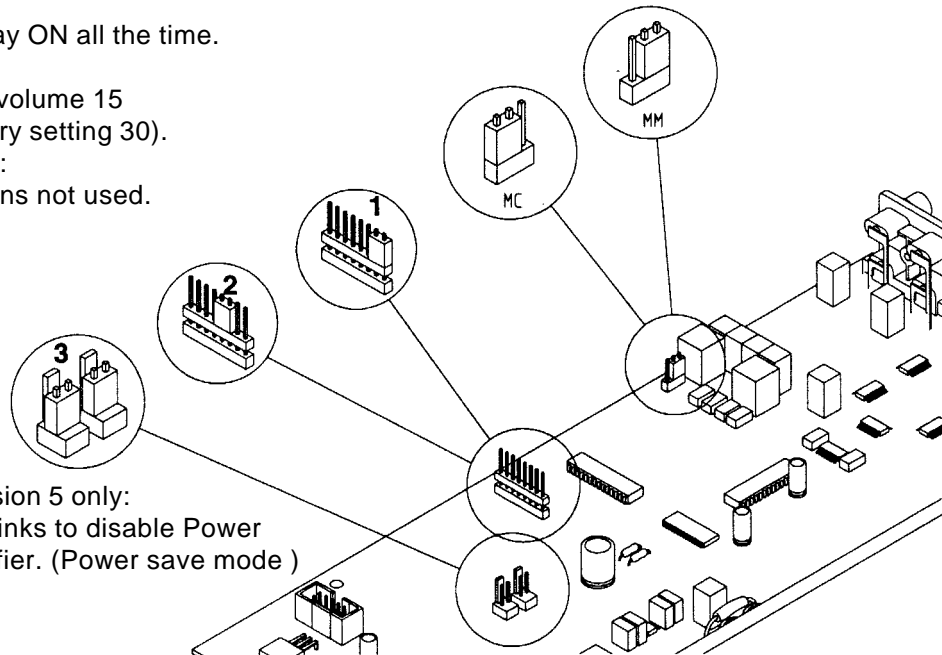 ay ON all the time.
volume 15
ry setting 30).
:
ns not used.
MM
MC
1
2
3
sion 5 only:
inks to disable Power
fier. (Power save mode )